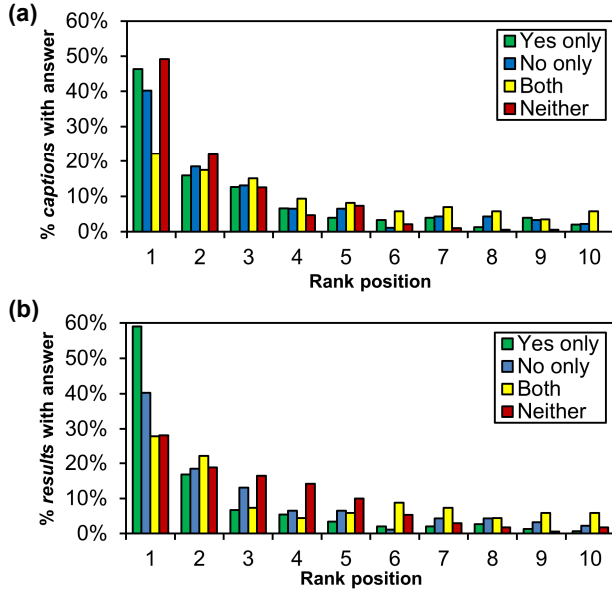 (a)
60%
50%
40%
30%
20%
10%
0%
% captions with answer
Yes only
No only
Both
Neither
1 2 3 4 5 6 7 8 9 10
Rank position
(b)
60%
50%
40%
30%
20%
10%
0%
% results with answer
Yes only
No only
Both
Neither
1 2 3 4 5 6 7 8 9 10
Rank position